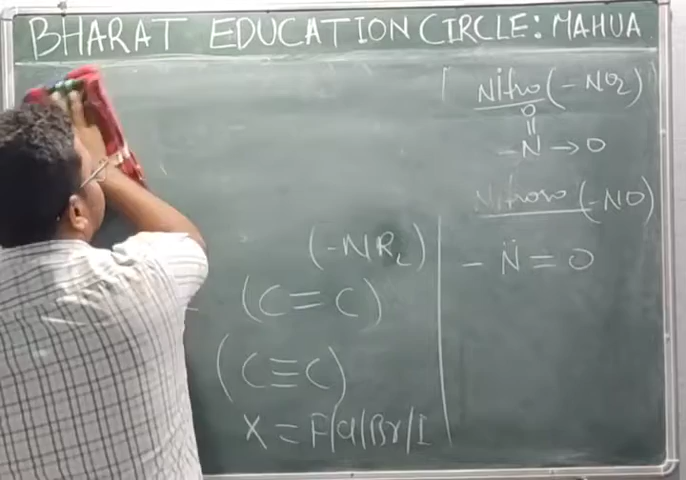 BHARAT EDUCATION CIRCLE: MAHUA
(-NR₂)
(C=C)
(C≡C)
X = F/Cl/Br/I
Nitro (-NO₂)
O
||
-N→O
Nitroso (-NO)
-N̈=O